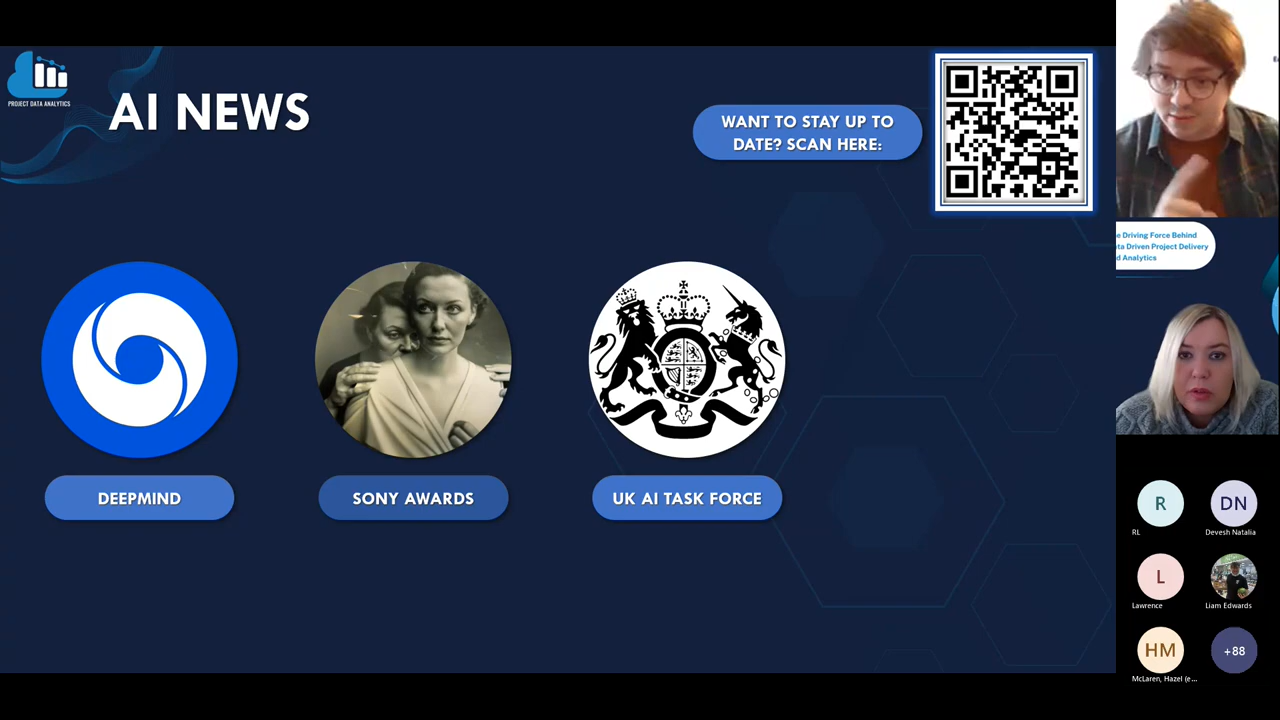 PROJECT DATA ANALYTICS
AI NEWS
WANT TO STAY UP TO
DATE? SCAN HERE:
DEEPMIND
SONY AWARDS
UK AI TASK FORCE
e Driving Force Behind
ta Driven Project Delivery
d Analytics
R
RL
DN
Devesh Natalia
L
Lawrence
Liam Edwards
HM
McLaren, Hazel (e...
+88